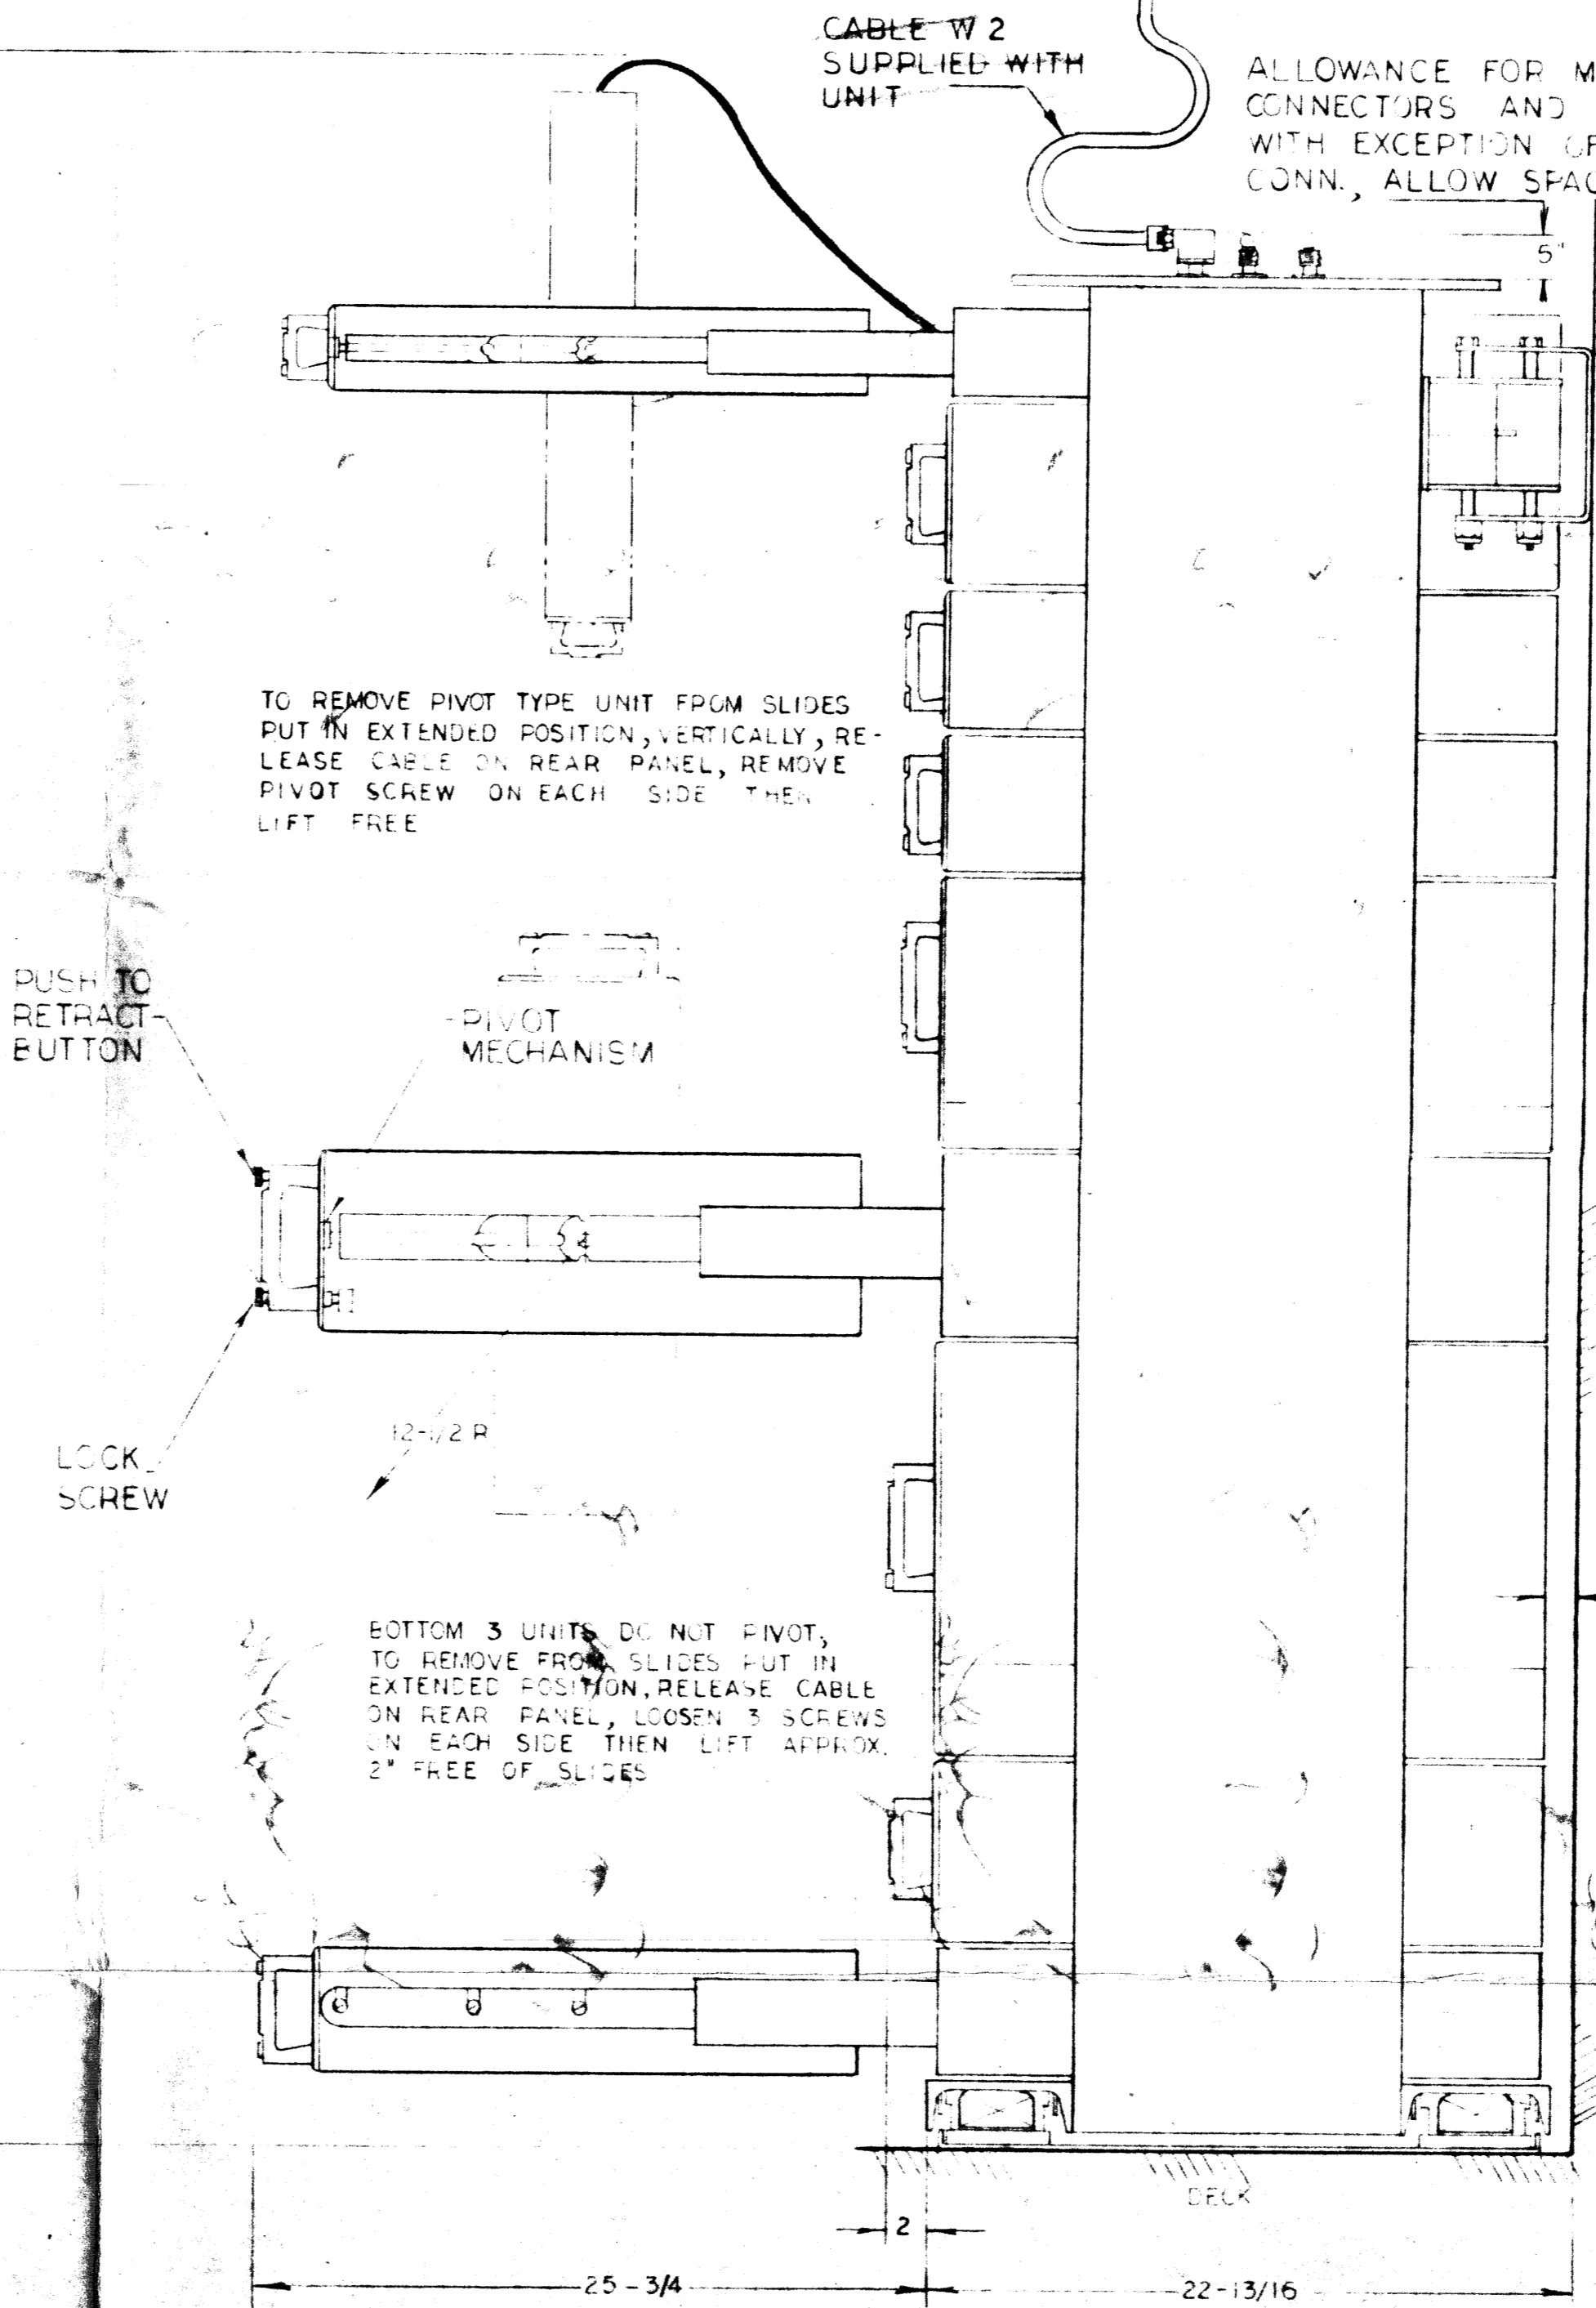 CABLE W 2
SUPPLIED WITH
UNIT
ALLOWANCE FOR M
CONNECTORS AND
WITH EXCEPTION OF
CONN., ALLOW SPAC
5"
TO REMOVE PIVOT TYPE UNIT FROM SLIDES
PUT IN EXTENDED POSITION, VERTICALLY, RE-
LEASE CABLE ON REAR PANEL, REMOVE
PIVOT SCREW ON EACH SIDE THEN
LIFT FREE
PUSH TO
RETRACT
BUTTON
PIVOT
MECHANISM
12-1/2 R
LOCK
SCREW
BOTTOM 3 UNITS DO NOT PIVOT,
TO REMOVE FROM SLIDES PUT IN
EXTENDED POSITION, RELEASE CABLE
ON REAR PANEL, LOOSEN 3 SCREWS
ON EACH SIDE THEN LIFT APPROX.
2" FREE OF SLIDES
DECK
2
25-3/4
22-13/16